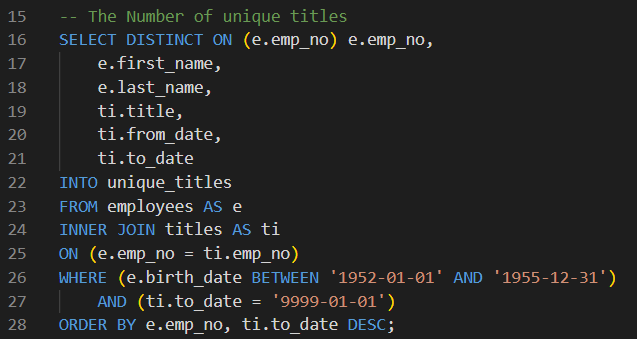 15 -- The Number of unique titles
16 SELECT DISTINCT ON (e.emp_no) e.emp_no,
17     e.first_name,
18     e.last_name,
19     ti.title,
20     ti.from_date,
21     ti.to_date
22 INTO unique_titles
23 FROM employees AS e
24 INNER JOIN titles AS ti
25 ON (e.emp_no = ti.emp_no)
26 WHERE (e.birth_date BETWEEN '1952-01-01' AND '1955-12-31')
27     AND (ti.to_date = '9999-01-01')
28 ORDER BY e.emp_no, ti.to_date DESC;